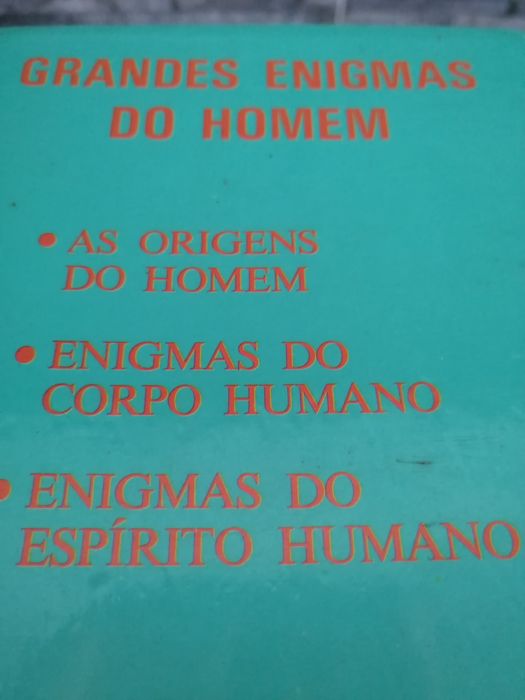 GRANDES ENIGMAS
DO HOMEM
• AS ORIGENS
DO HOMEM
• ENIGMAS DO
CORPO HUMANO
• ENIGMAS DO
ESPÍRITO HUMANO